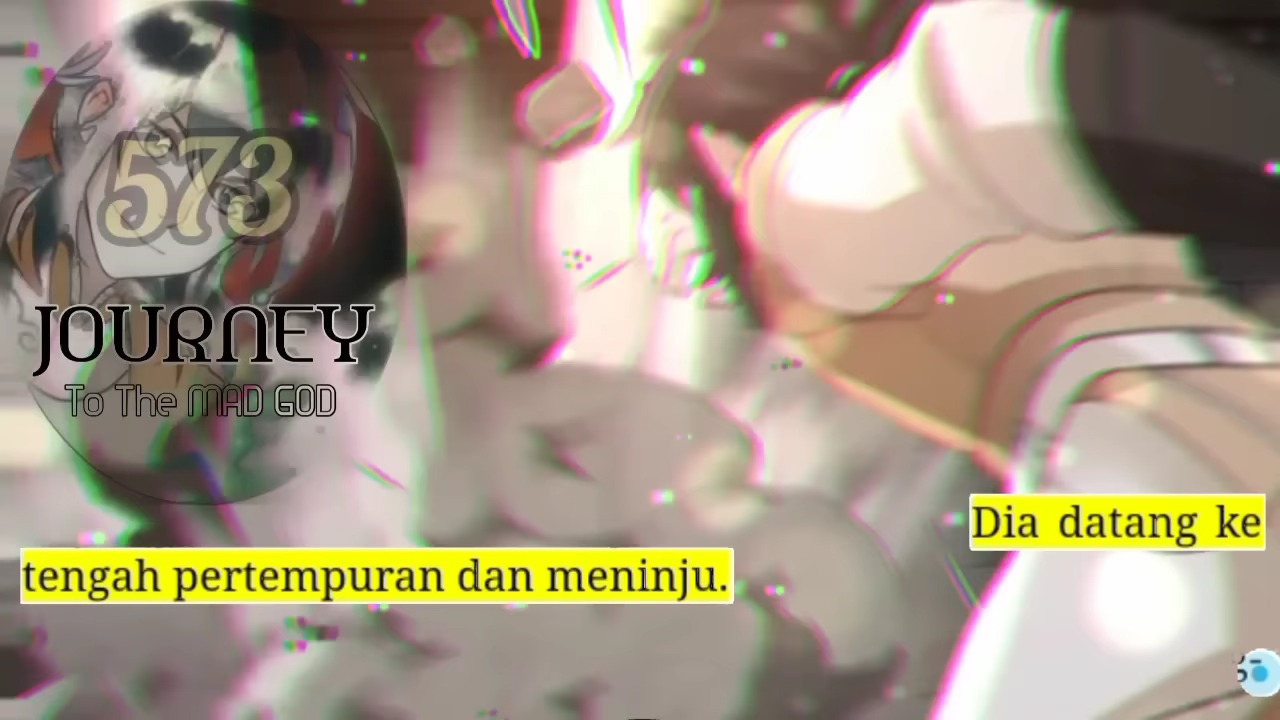 573
JOURNEY
To The MAD GOD
Dia datang ke
tengah pertempuran dan meninju.